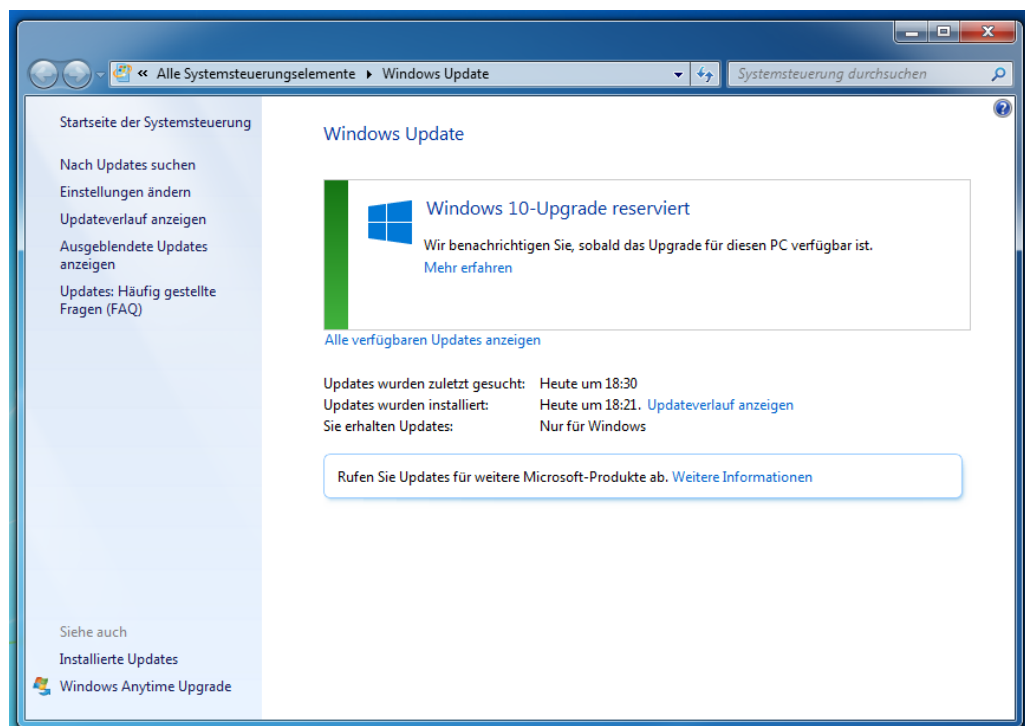 « Alle Systemsteuerungselemente ▸ Windows Update
Systemsteuerung durchsuchen
Startseite der Systemsteuerung
Nach Updates suchen
Einstellungen ändern
Updateverlauf anzeigen
Ausgeblendete Updates
anzeigen
Updates: Häufig gestellte
Fragen (FAQ)
Windows Update
Windows 10-Upgrade reserviert
Wir benachrichtigen Sie, sobald das Upgrade für diesen PC verfügbar ist.
Mehr erfahren
Alle verfügbaren Updates anzeigen
Updates wurden zuletzt gesucht: Heute um 18:30
Updates wurden installiert: Heute um 18:21. Updateverlauf anzeigen
Sie erhalten Updates: Nur für Windows
Rufen Sie Updates für weitere Microsoft-Produkte ab. Weitere Informationen
Siehe auch
Installierte Updates
Windows Anytime Upgrade